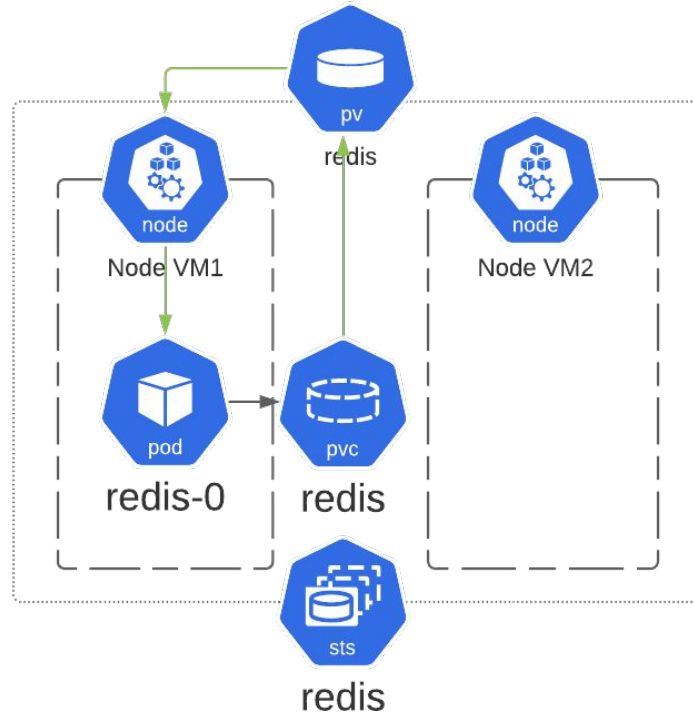 pv
redis
node
Node VM1
node
Node VM2
pod
redis-0
pvc
redis
sts
redis